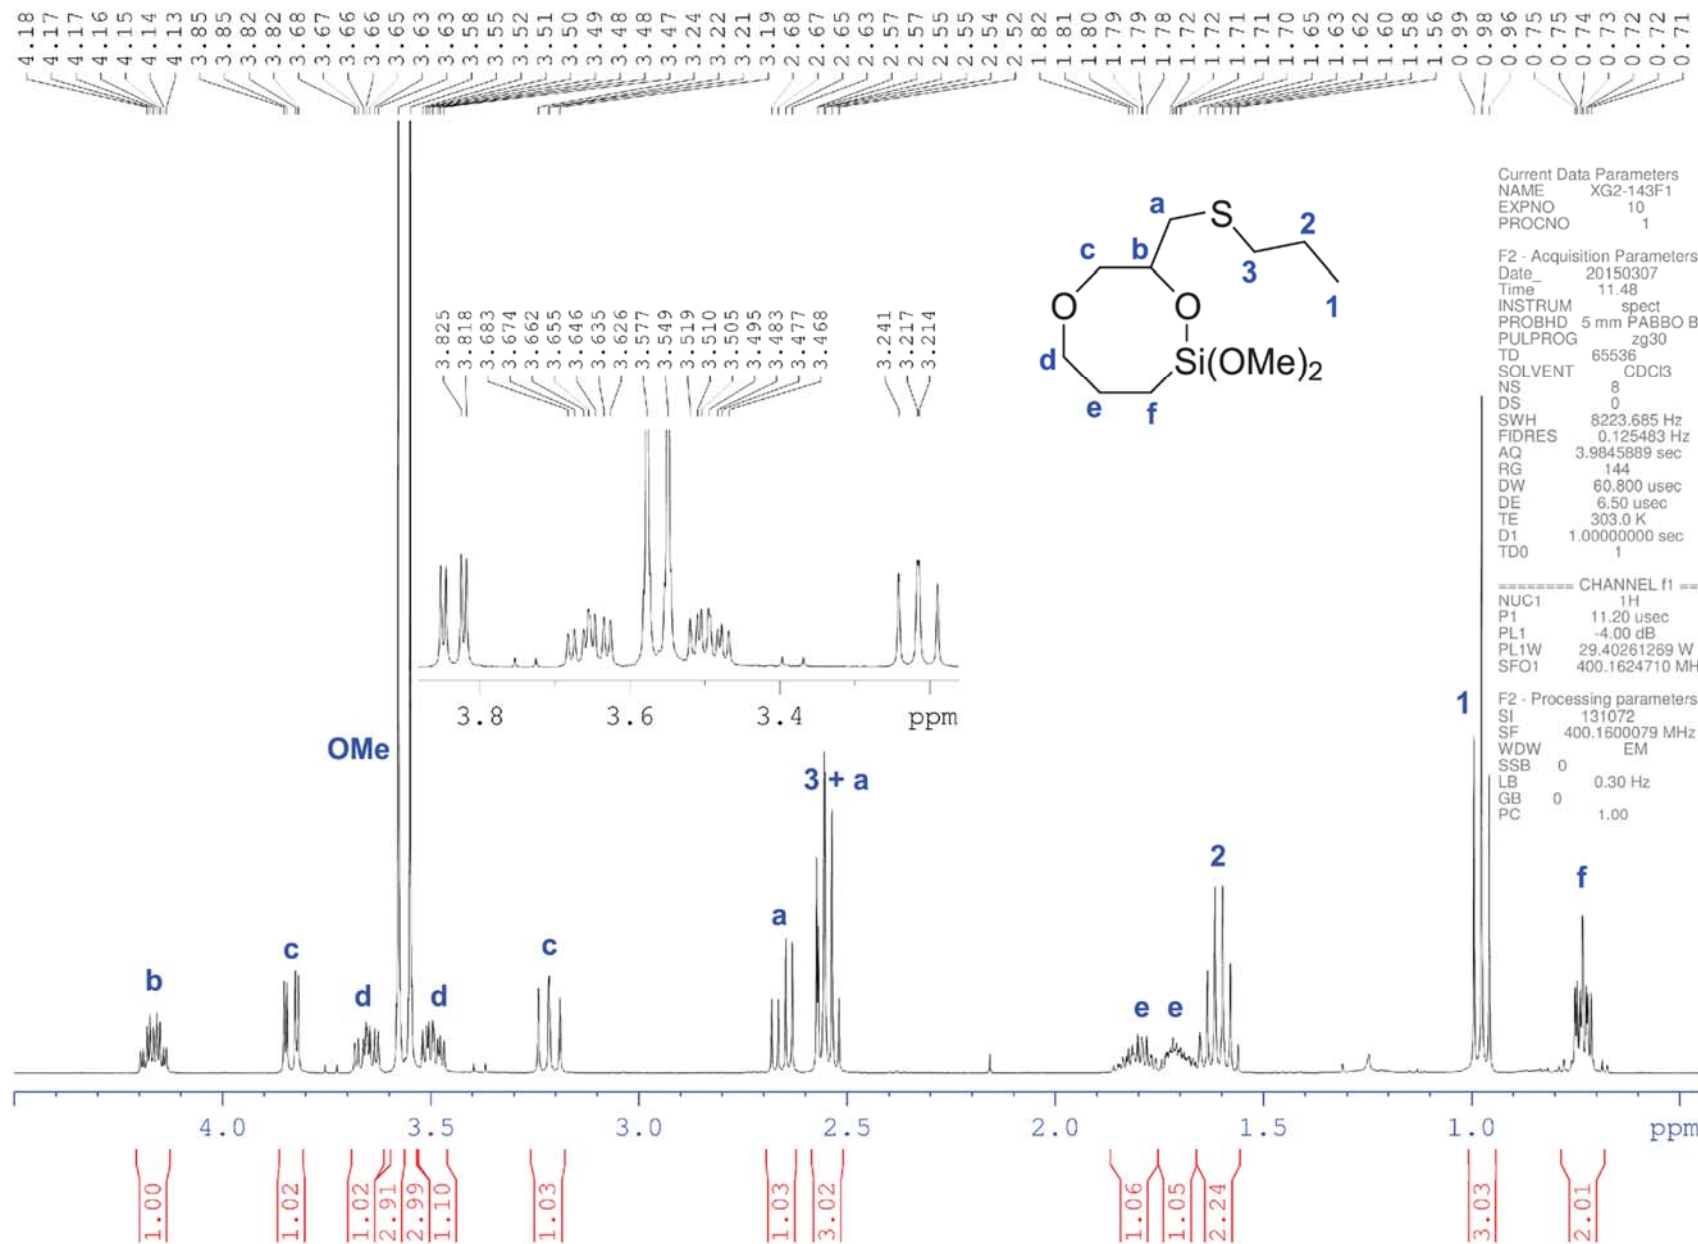 4.18 4.17 4.17 4.16 4.15 4.14 4.13 3.85 3.85 3.82 3.82 3.68 3.67 3.66 3.66 3.65 3.63 3.63 3.58 3.55 3.52 3.51 3.50 3.49 3.48 3.48 3.47 3.24 3.22 3.21 3.19 2.68 2.67 2.65 2.63 2.57 2.57 2.57 2.55 2.55 2.54 2.52 1.82 1.81 1.80 1.79 1.79 1.78 1.72 1.72 1.71 1.71 1.70 1.65 1.63 1.62 1.60 1.58 1.56 0.99 0.98 0.96 0.75 0.75 0.74 0.73 0.72 0.72 0.71
Current Data Parameters
NAME XG2-143F1
EXPNO 10
PROCNO 1
F2 - Acquisition Parameters
Date_ 20150307
Time 11.48
INSTRUM spect
PROBHD 5 mm PABBO B
PULPROG zg30
TD 65536
SOLVENT CDCl3
NS 8
DS 0
SWH 8223.685 Hz
FIDRES 0.125483 Hz
AQ 3.9845889 sec
RG 144
DW 60.800 usec
DE 6.50 usec
TE 303.0 K
D1 1.00000000 sec
TD0 1
======== CHANNEL f1 ==
NUC1 1H
P1 11.20 usec
PL1 -4.00 dB
PL1W 29.40261269 W
SFO1 400.1624710 MH
F2 - Processing parameters
SI 131072
SF 400.1600079 MHz
WDW EM
SSB 0
LB 0.30 Hz
GB 0
PC 1.00
a S 2
c b 3 1
O O
d Si(OMe)2
e f
3.825 3.818 3.683 3.674 3.662 3.655 3.646 3.635 3.626 3.577 3.549 3.519 3.510 3.505 3.495 3.483 3.477 3.468 3.241 3.217 3.214
3.8 3.6 3.4 ppm
OMe 3 + a 1
b c d d c a e e 2 f
4.0 3.5 3.0 2.5 2.0 1.5 1.0 ppm
1.00 1.02 1.02 2.91 2.99 1.10 1.03 1.03 3.02 1.06 1.05 2.24 3.03 2.01